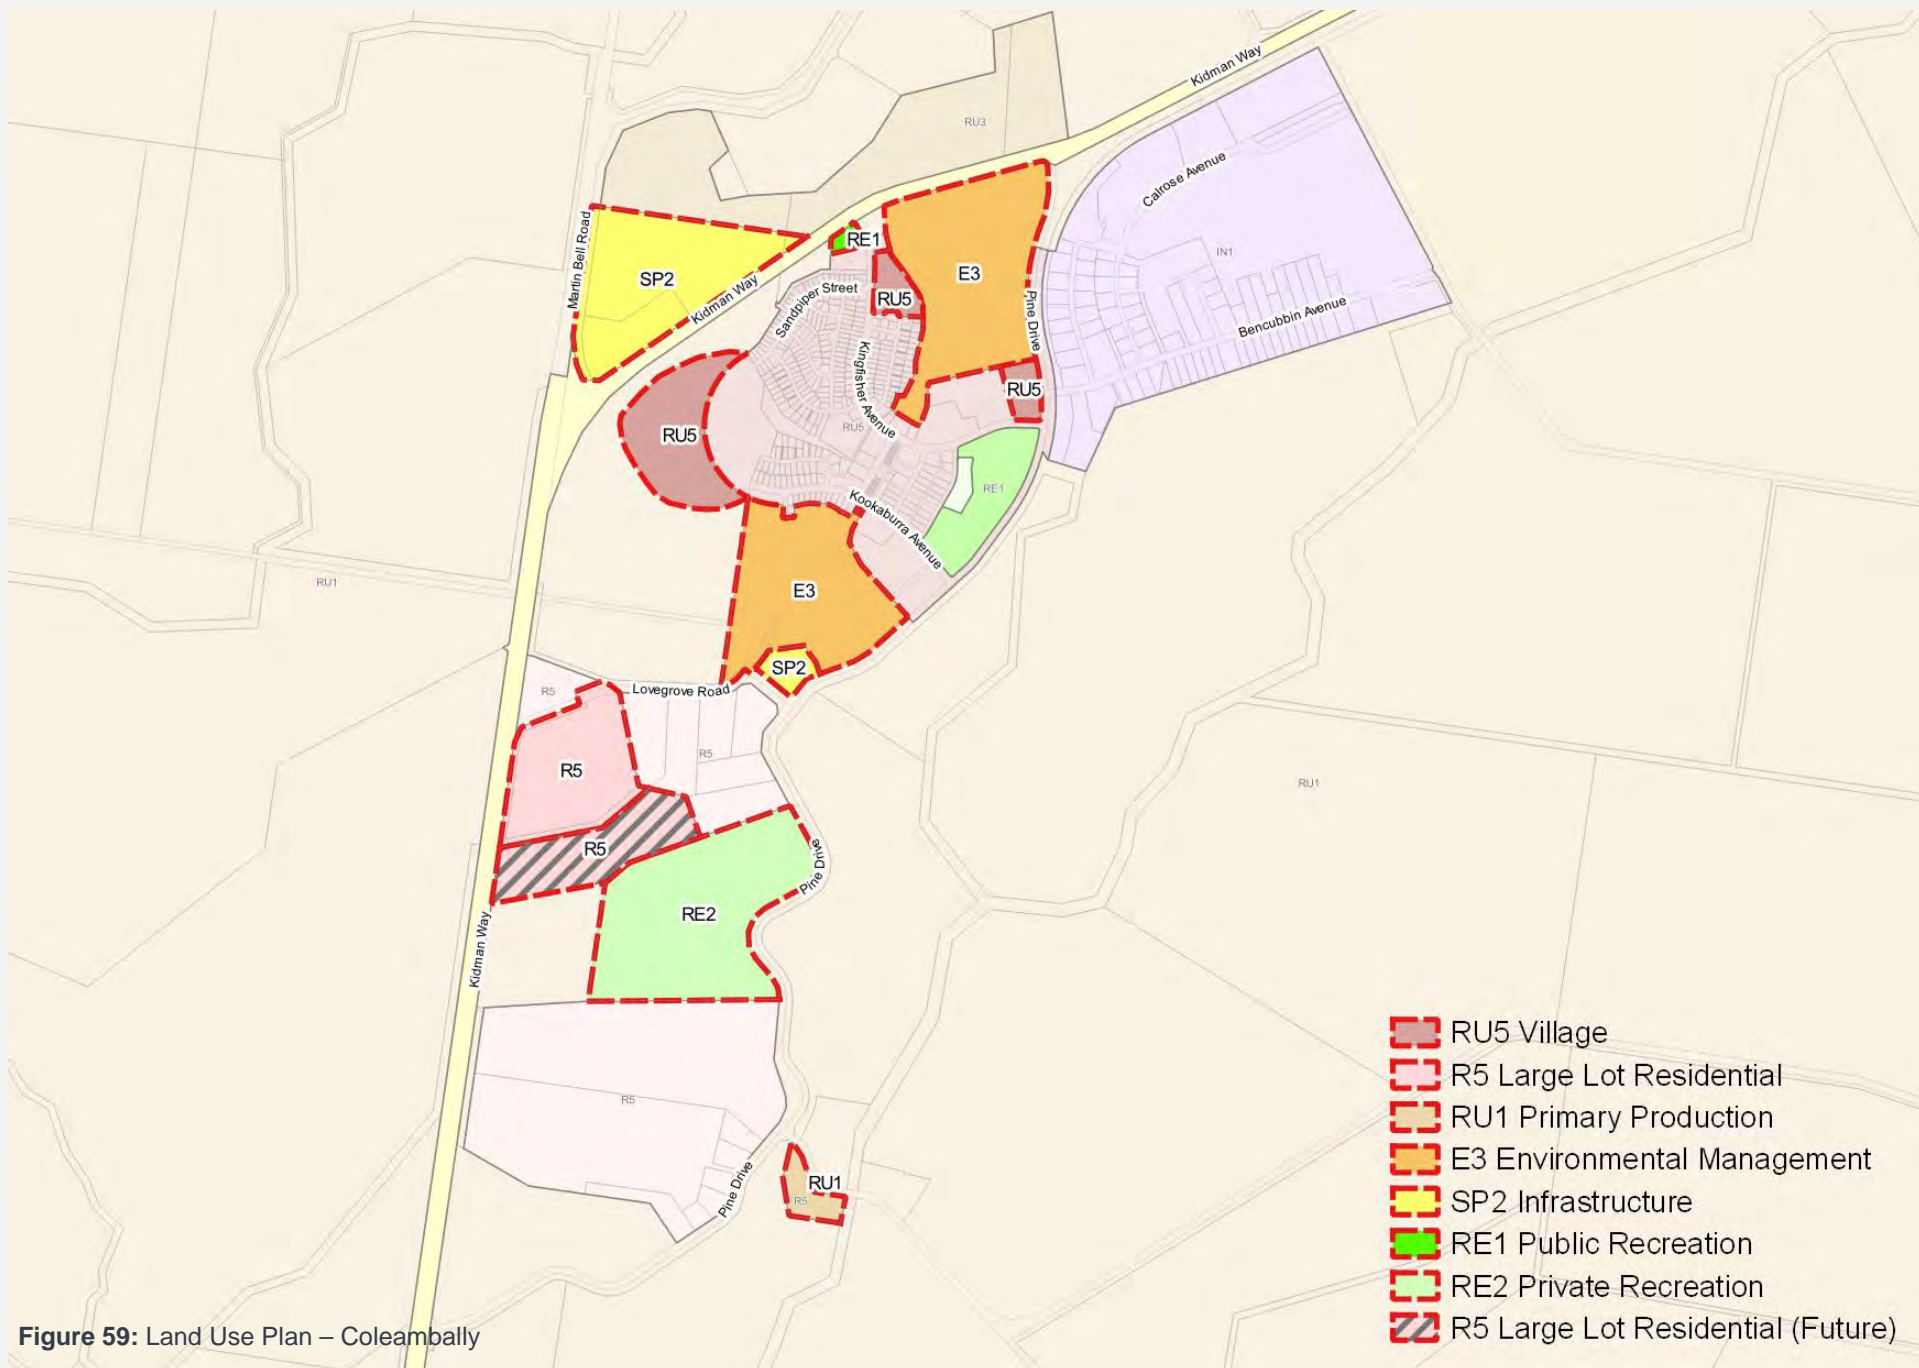 Kidman Way
RU3
Calrose Avenue
Martin Bell Road
RE1
IN1
E3
SP2
Sandpiper Street
RU5
Kidman Way
Pine Drive
Bencubbin Avenue
Kingfisher Avenue
RU5
RU5
RU5
RE1
Kookaburra Avenue
RU1
E3
SP2
R5
Lovegrove Road
R5
R5
RU1
R5
Pine Drive
RE2
Kidman Way
R5
Pine Drive
RU1
R5
RU5 Village
R5 Large Lot Residential
RU1 Primary Production
E3 Environmental Management
SP2 Infrastructure
RE1 Public Recreation
RE2 Private Recreation
R5 Large Lot Residential (Future)
Figure 59: Land Use Plan – Coleambally